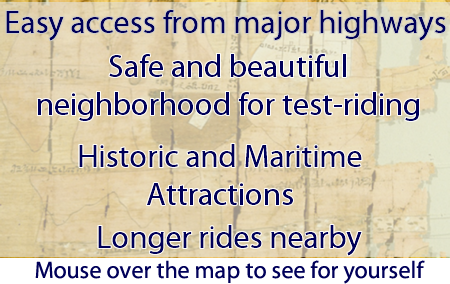 Easy access from major highways
Safe and beautiful
neighborhood for test-riding
Historic and Maritime
Attractions
Longer rides nearby
Mouse over the map to see for yourself